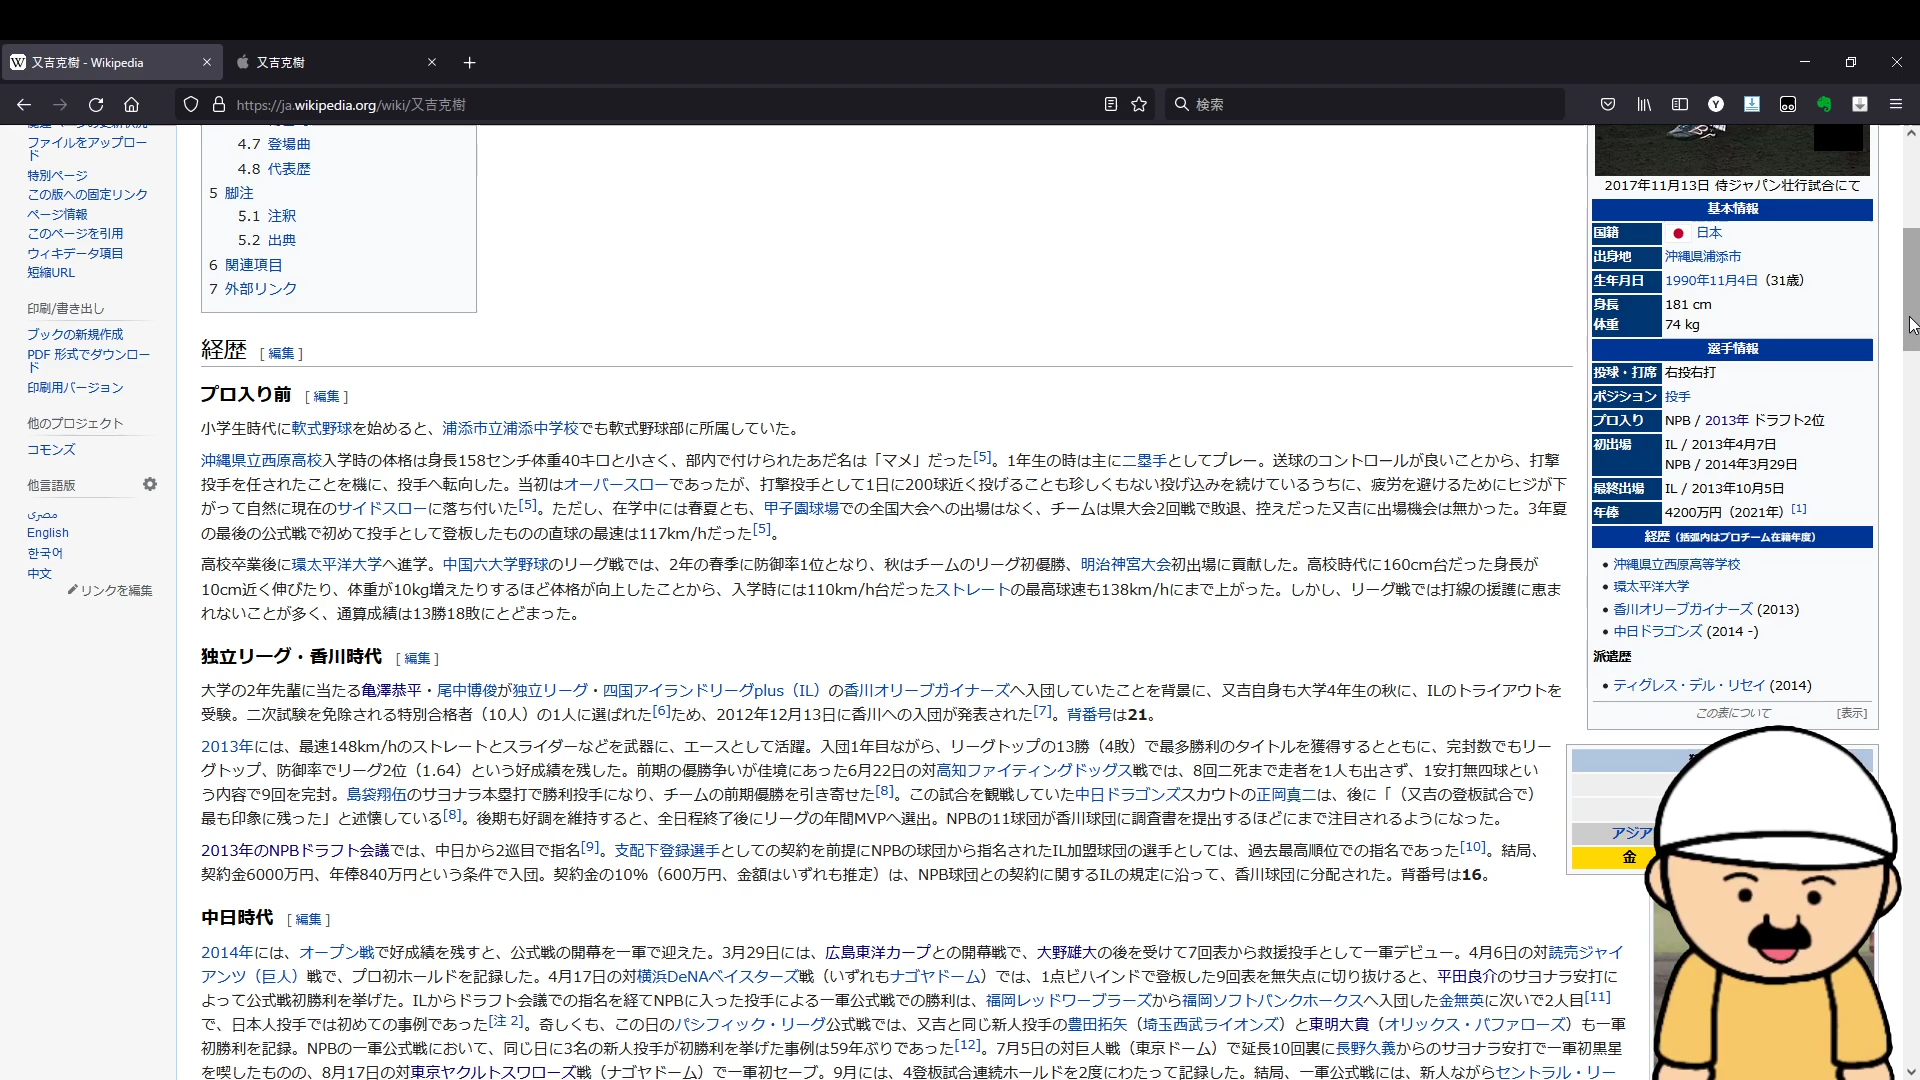 又吉克樹 - Wikipedia
又吉克樹
https://ja.wikipedia.org/wiki/又吉克樹
検索
ファイルをアップロー
ド
特別ページ
この版への固定リンク
ページ情報
このページを引用
ウィキデータ項目
短縮URL
印刷/書き出し
ブックの新規作成
PDF 形式でダウンロー
ド
印刷用バージョン
他のプロジェクト
コモンズ
他言語版
مصرى
English
한국어
中文
リンクを編集
4.7 登場曲
4.8 代表歴
5 脚注
5.1 注釈
5.2 出典
6 関連項目
7 外部リンク
経歴 [ 編集 ]
プロ入り前 [ 編集 ]
小学生時代に軟式野球を始めると、浦添市立浦添中学校でも軟式野球部に所属していた。
沖縄県立西原高校入学時の体格は身長158センチ体重40キロと小さく、部内で付けられたあだ名は「マメ」だった[5]。1年生の時は主に二塁手としてプレー。送球のコントロールが良いことから、打撃
投手を任されたことを機に、投手へ転向した。当初はオーバースローであったが、打撃投手として1日に200球近く投げることも珍しくもない投げ込みを続けているうちに、疲労を避けるためにヒジが下
がって自然に現在のサイドスローに落ち付いた[5]。ただし、在学中には春夏とも、甲子園球場での全国大会への出場はなく、チームは県大会2回戦で敗退、控えだった又吉に出場機会は無かった。3年夏
の最後の公式戦で初めて投手として登板したものの直球の最速は117km/hだった[5]。
高校卒業後に環太平洋大学へ進学。中国六大学野球のリーグ戦では、2年の春季に防御率1位となり、秋はチームのリーグ初優勝、明治神宮大会初出場に貢献した。高校時代に160cm台だった身長が
10cm近く伸びたり、体重が10kg増えたりするほど体格が向上したことから、入学時には110km/h台だったストレートの最高球速も138km/hにまで上がった。しかし、リーグ戦では打線の援護に恵ま
れないことが多く、通算成績は13勝18敗にとどまった。
独立リーグ・香川時代 [ 編集 ]
大学の2年先輩に当たる亀澤恭平・尾中博俊が独立リーグ・四国アイランドリーグplus（IL）の香川オリーブガイナーズへ入団していたことを背景に、又吉自身も大学4年生の秋に、ILのトライアウトを
受験。二次試験を免除される特別合格者（10人）の1人に選ばれた[6]ため、2012年12月13日に香川への入団が発表された[7]。背番号は21。
2013年には、最速148km/hのストレートとスライダーなどを武器に、エースとして活躍。入団1年目ながら、リーグトップの13勝（4敗）で最多勝利のタイトルを獲得するとともに、完封数でもリー
グトップ、防御率でリーグ2位（1.64）という好成績を残した。前期の優勝争いが佳境にあった6月22日の対高知ファイティングドッグス戦では、8回二死まで走者を1人も出さず、1安打無四球とい
う内容で9回を完封。島袋翔伍のサヨナラ本塁打で勝利投手になり、チームの前期優勝を引き寄せた[8]。この試合を観戦していた中日ドラゴンズスカウトの正岡真二は、後に「（又吉の登板試合で）
最も印象に残った」と述懐している[8]。後期も好調を維持すると、全日程終了後にリーグの年間MVPへ選出。NPBの11球団が香川球団に調査書を提出するほどにまで注目されるようになった。
2013年のNPBドラフト会議では、中日から2巡目で指名[9]。支配下登録選手としての契約を前提にNPBの球団から指名されたIL加盟球団の選手としては、過去最高順位での指名であった[10]。結局、
契約金6000万円、年俸840万円という条件で入団。契約金の10%（600万円、金額はいずれも推定）は、NPB球団との契約に関するILの規定に沿って、香川球団に分配された。背番号は16。
中日時代 [ 編集 ]
2014年には、オープン戦で好成績を残すと、公式戦の開幕を一軍で迎えた。3月29日には、広島東洋カープとの開幕戦で、大野雄大の後を受けて7回表から救援投手として一軍デビュー。4月6日の対読売ジャイ
アンツ（巨人）戦で、プロ初ホールドを記録した。4月17日の対横浜DeNAベイスターズ戦（いずれもナゴヤドーム）では、1点ビハインドで登板した9回表を無失点に切り抜けると、平田良介のサヨナラ安打に
よって公式戦初勝利を挙げた。ILからドラフト会議での指名を経てNPBに入った投手による一軍公式戦での勝利は、福岡レッドワーブラーズから福岡ソフトバンクホークスへ入団した金無英に次いで2人目[11]
で、日本人投手では初めての事例であった[注 2]。奇しくも、この日のパシフィック・リーグ公式戦では、又吉と同じ新人投手の豊田拓矢（埼玉西武ライオンズ）と東明大貴（オリックス・バファローズ）も一軍
初勝利を記録。NPBの一軍公式戦において、同じ日に3名の新人投手が初勝利を挙げた事例は59年ぶりであった[12]。7月5日の対巨人戦（東京ドーム）で延長10回裏に長野久義からのサヨナラ安打で一軍初黒星
を喫したものの、8月17日の対東京ヤクルトスワローズ戦（ナゴヤドーム）で一軍初セーブ。9月には、4登板試合連続ホールドを2度にわたって記録した。結局、一軍公式戦には、新人ながらセントラル・リー
2017年11月13日 侍ジャパン壮行試合にて
基本情報
国籍 日本
出身地 沖縄県浦添市
生年月日 1990年11月4日（31歳）
身長 181 cm
体重 74 kg
選手情報
投球・打席 右投右打
ポジション 投手
プロ入り NPB / 2013年 ドラフト2位
初出場 IL / 2013年4月7日
NPB / 2014年3月29日
最終出場 IL / 2013年10月5日
年俸 4200万円（2021年）[1]
経歴（括弧内はプロチーム在籍年度）
沖縄県立西原高等学校
環太平洋大学
香川オリーブガイナーズ (2013)
中日ドラゴンズ (2014 -)
派遣歴
ティグレス・デル・リセイ (2014)
この表について [表示]
アジア
金